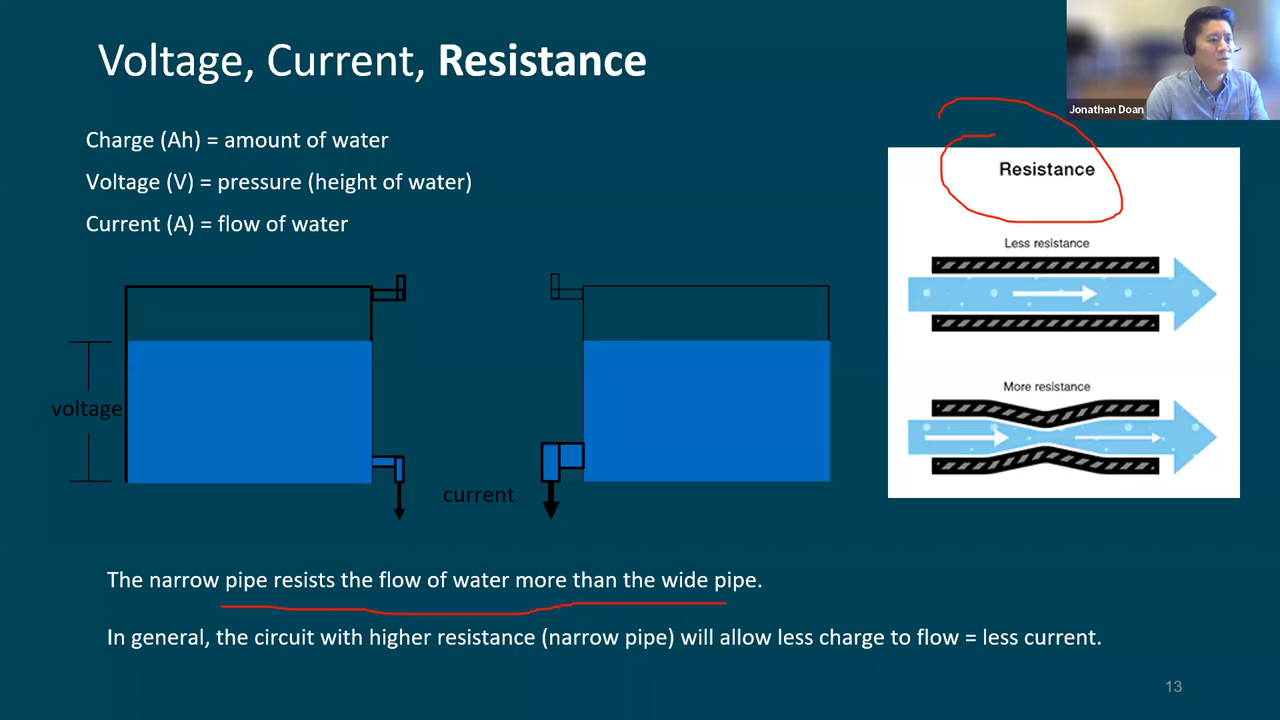 Voltage, Current, Resistance
Jonathan Doan
Charge (Ah) = amount of water
Voltage (V) = pressure (height of water)
Current (A) = flow of water
voltage
current
Resistance
Less resistance
More resistance
The narrow pipe resists the flow of water more than the wide pipe.
In general, the circuit with higher resistance (narrow pipe) will allow less charge to flow = less current.
13